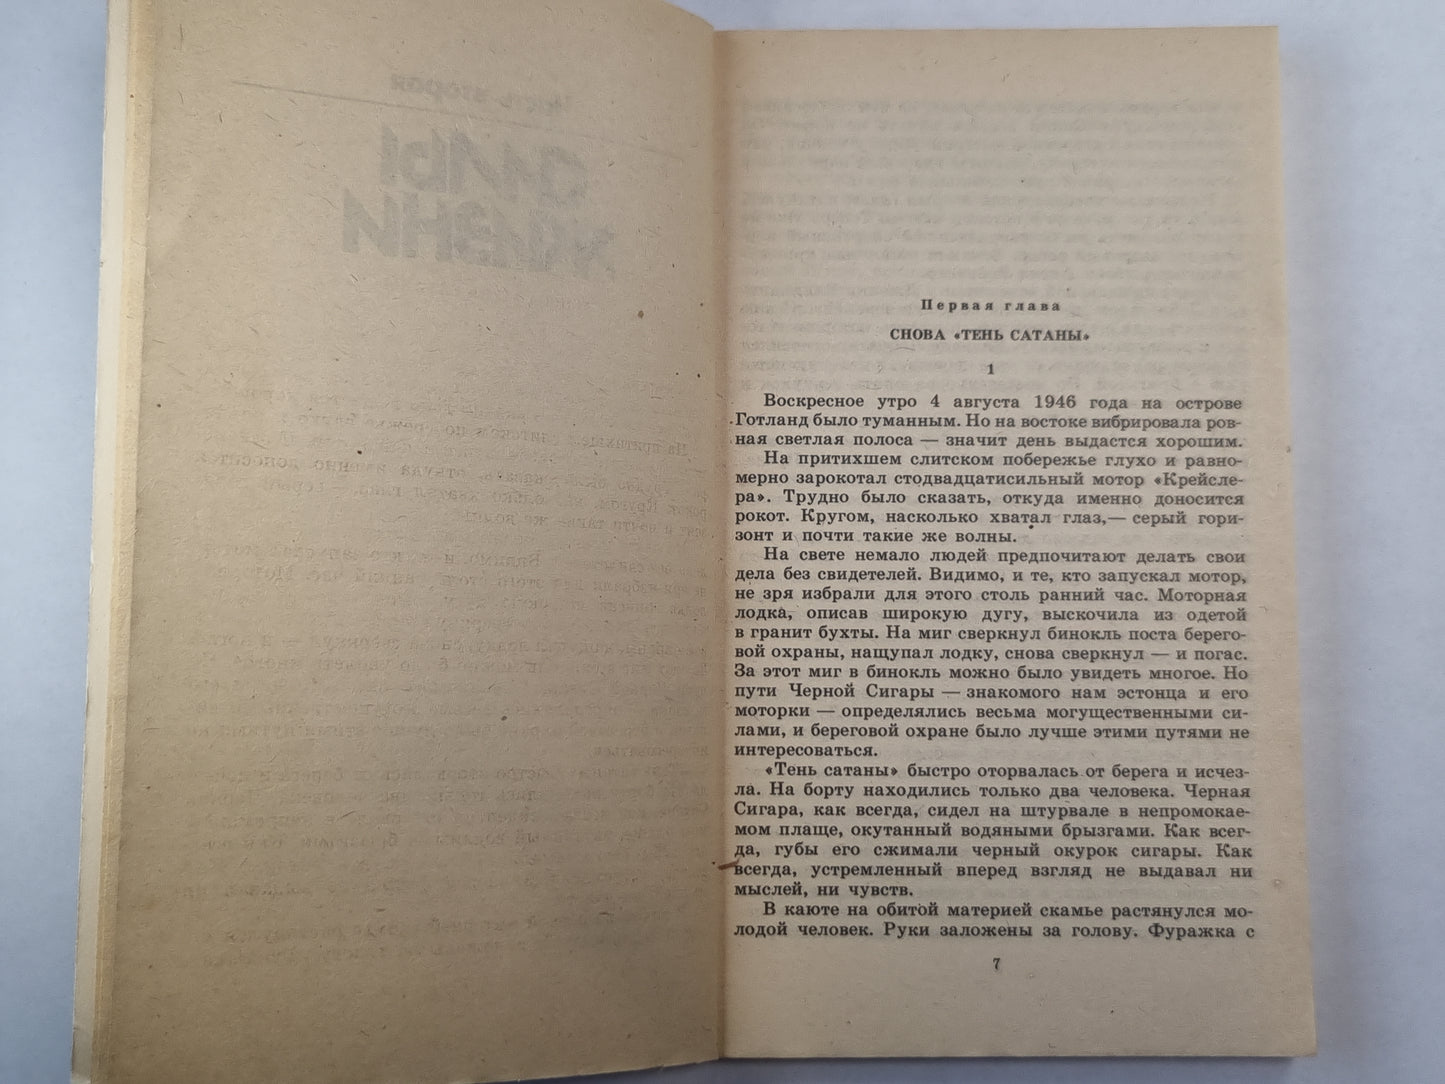 Часть вторая
СИЛЫ
ЖИЗНИ
Первая глава
СНОВА «ТЕНЬ САТАНЫ»
1
Воскресное утро 4 августа 1946 года на острове
Готланд было туманным. Но на востоке вибрировала ров-
ная светлая полоса — значит день выдастся хорошим.
На притихшем слитском побережье глухо и равно-
мерно зарокотал стодвадцатисильный мотор «Крейсле-
ра». Трудно было сказать, откуда именно доносится
рокот. Кругом, насколько хватал глаз,— серый гори-
зонт и почти такие же волны.
На свете немало людей предпочитают делать свои
дела без свидетелей. Видимо, и те, кто запускал мотор,
не зря избрали для этого столь ранний час. Моторная
лодка, описав широкую дугу, выскочила из одетой
в гранит бухты. На миг сверкнул бинокль поста берего-
вой охраны, нащупал лодку, снова сверкнул — и погас.
За этот миг в бинокль можно было увидеть многое. Но
пути Черной Сигары — знакомого нам эстонца и его
моторки — определялись весьма могущественными си-
лами, и береговой охране было лучше этими путями не
интересоваться.
«Тень сатаны» быстро оторвалась от берега и исчез-
ла. На борту находились только два человека. Черная
Сигара, как всегда, сидел на штурвале в непромокае-
мом плаще, окутанный водяными брызгами. Как всег-
да, губы его сжимали черный окурок сигары. Как
всегда, устремленный вперед взгляд не выдавал ни
мыслей, ни чувств.
В каюте на обитой материей скамье растянулся мо-
лодой человек. Руки заложены за голову. Фуражка с
7